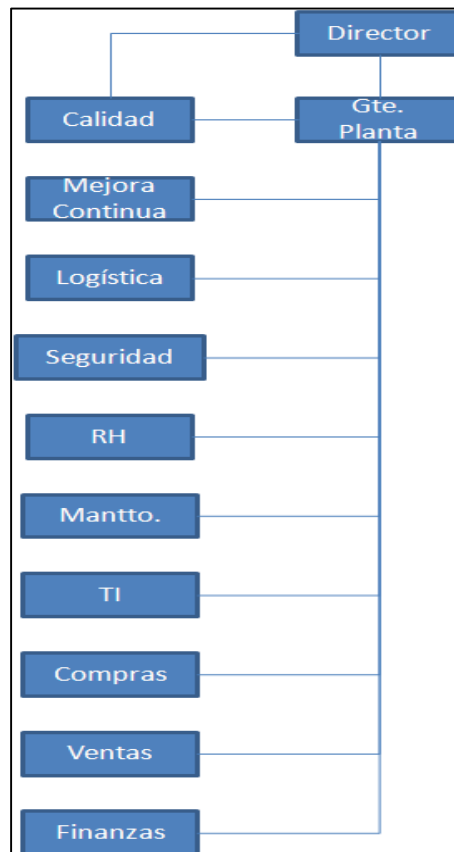 Director
Calidad
Gte.
Planta
Mejora
Continua
Logística
Seguridad
RH
Mantto.
TI
Compras
Ventas
Finanzas